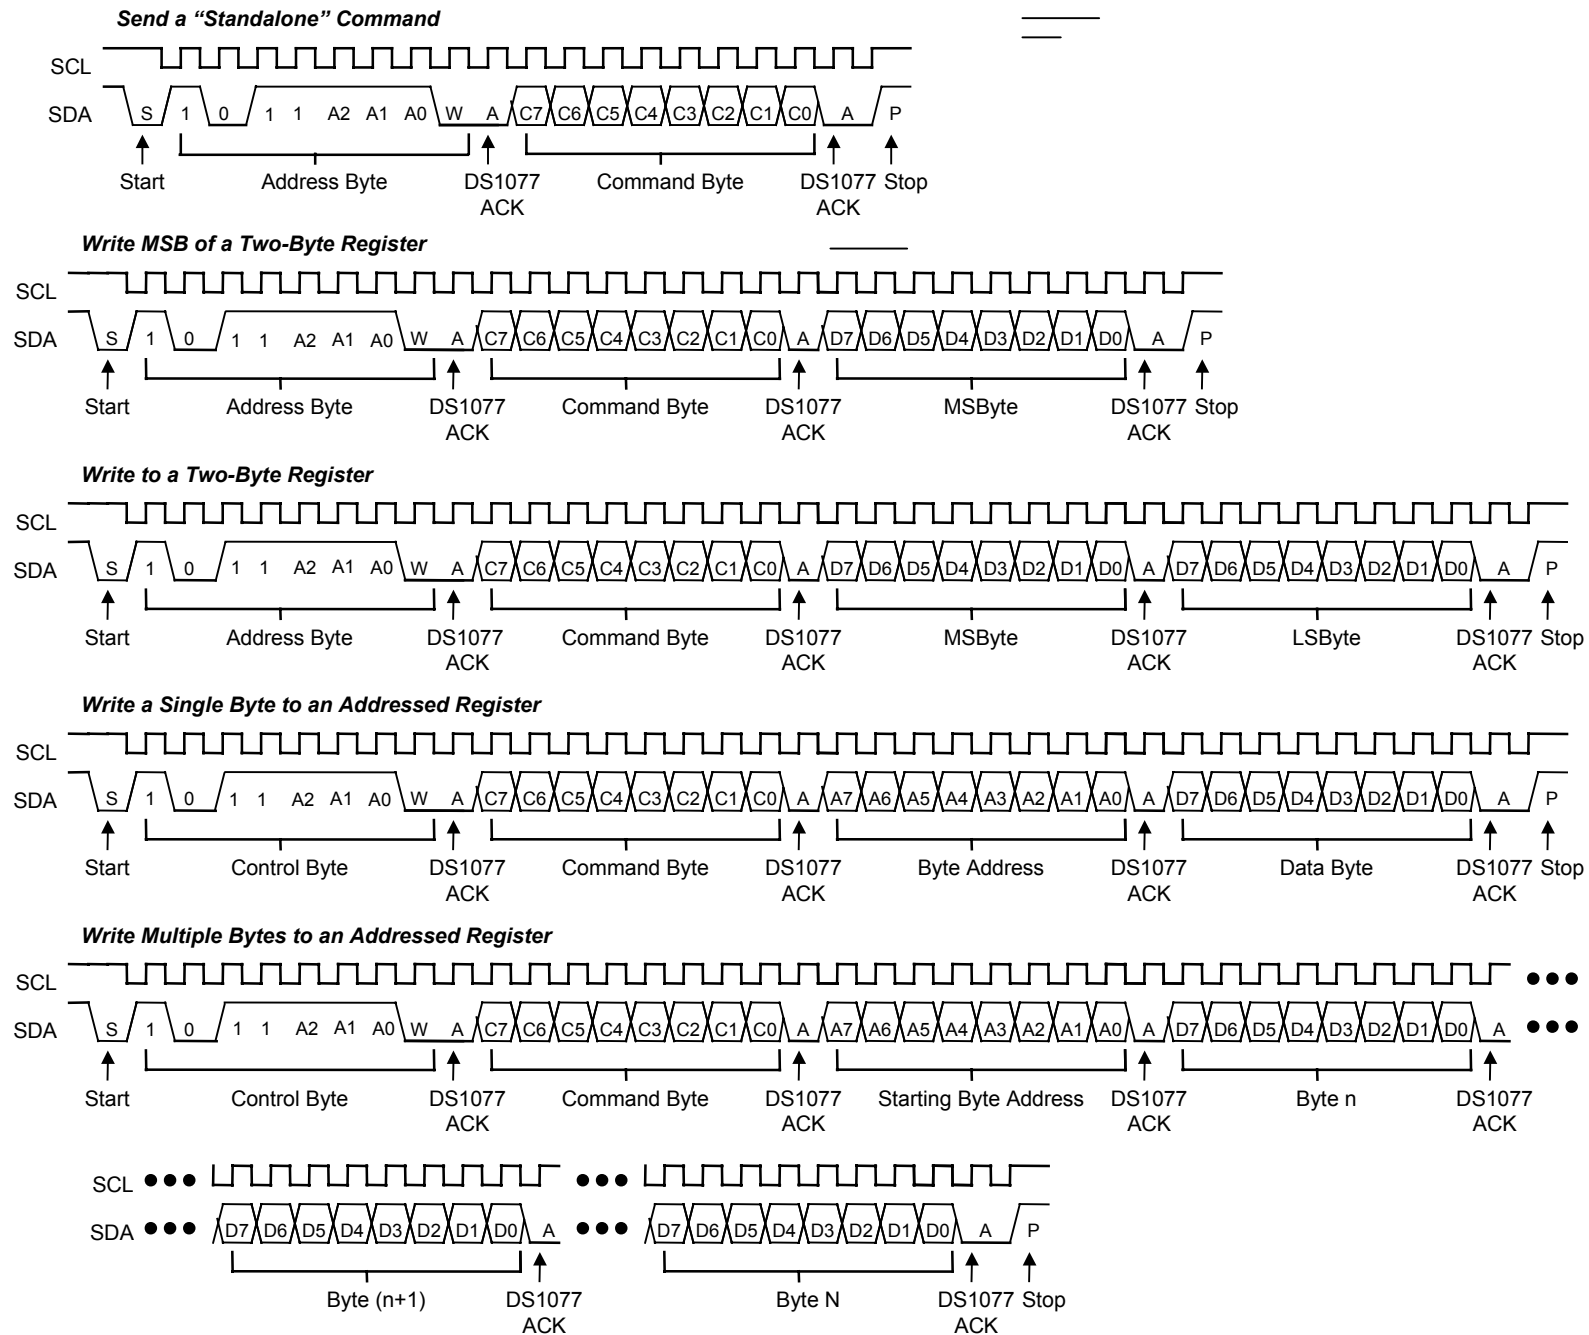 Send a “Standalone” Command
SCL
SDA S 1 0 1 1 A2 A1 A0 W A C7 C6 C5 C4 C3 C2 C1 C0 A P
Start Address Byte DS1077 ACK Command Byte DS1077 ACK Stop
Write MSB of a Two-Byte Register
SCL
SDA S 1 0 1 1 A2 A1 A0 W A C7 C6 C5 C4 C3 C2 C1 C0 A D7 D6 D5 D4 D3 D2 D1 D0 A P
Start Address Byte DS1077 ACK Command Byte DS1077 ACK MSByte DS1077 ACK Stop
Write to a Two-Byte Register
SCL
SDA S 1 0 1 1 A2 A1 A0 W A C7 C6 C5 C4 C3 C2 C1 C0 A D7 D6 D5 D4 D3 D2 D1 D0 A D7 D6 D5 D4 D3 D2 D1 D0 A P
Start Address Byte DS1077 ACK Command Byte DS1077 ACK MSByte DS1077 ACK LSByte DS1077 ACK Stop
Write a Single Byte to an Addressed Register
SCL
SDA S 1 0 1 1 A2 A1 A0 W A C7 C6 C5 C4 C3 C2 C1 C0 A A7 A6 A5 A4 A3 A2 A1 A0 A D7 D6 D5 D4 D3 D2 D1 D0 A P
Start Control Byte DS1077 ACK Command Byte DS1077 ACK Byte Address DS1077 ACK Data Byte DS1077 ACK Stop
Write Multiple Bytes to an Addressed Register
SCL
SDA S 1 0 1 1 A2 A1 A0 W A C7 C6 C5 C4 C3 C2 C1 C0 A A7 A6 A5 A4 A3 A2 A1 A0 A D7 D6 D5 D4 D3 D2 D1 D0 A
Start Control Byte DS1077 ACK Command Byte DS1077 ACK Starting Byte Address DS1077 ACK Byte n DS1077 ACK
SCL
SDA D7 D6 D5 D4 D3 D2 D1 D0 A D7 D6 D5 D4 D3 D2 D1 D0 A P
Byte (n+1) DS1077 ACK Byte N DS1077 ACK Stop